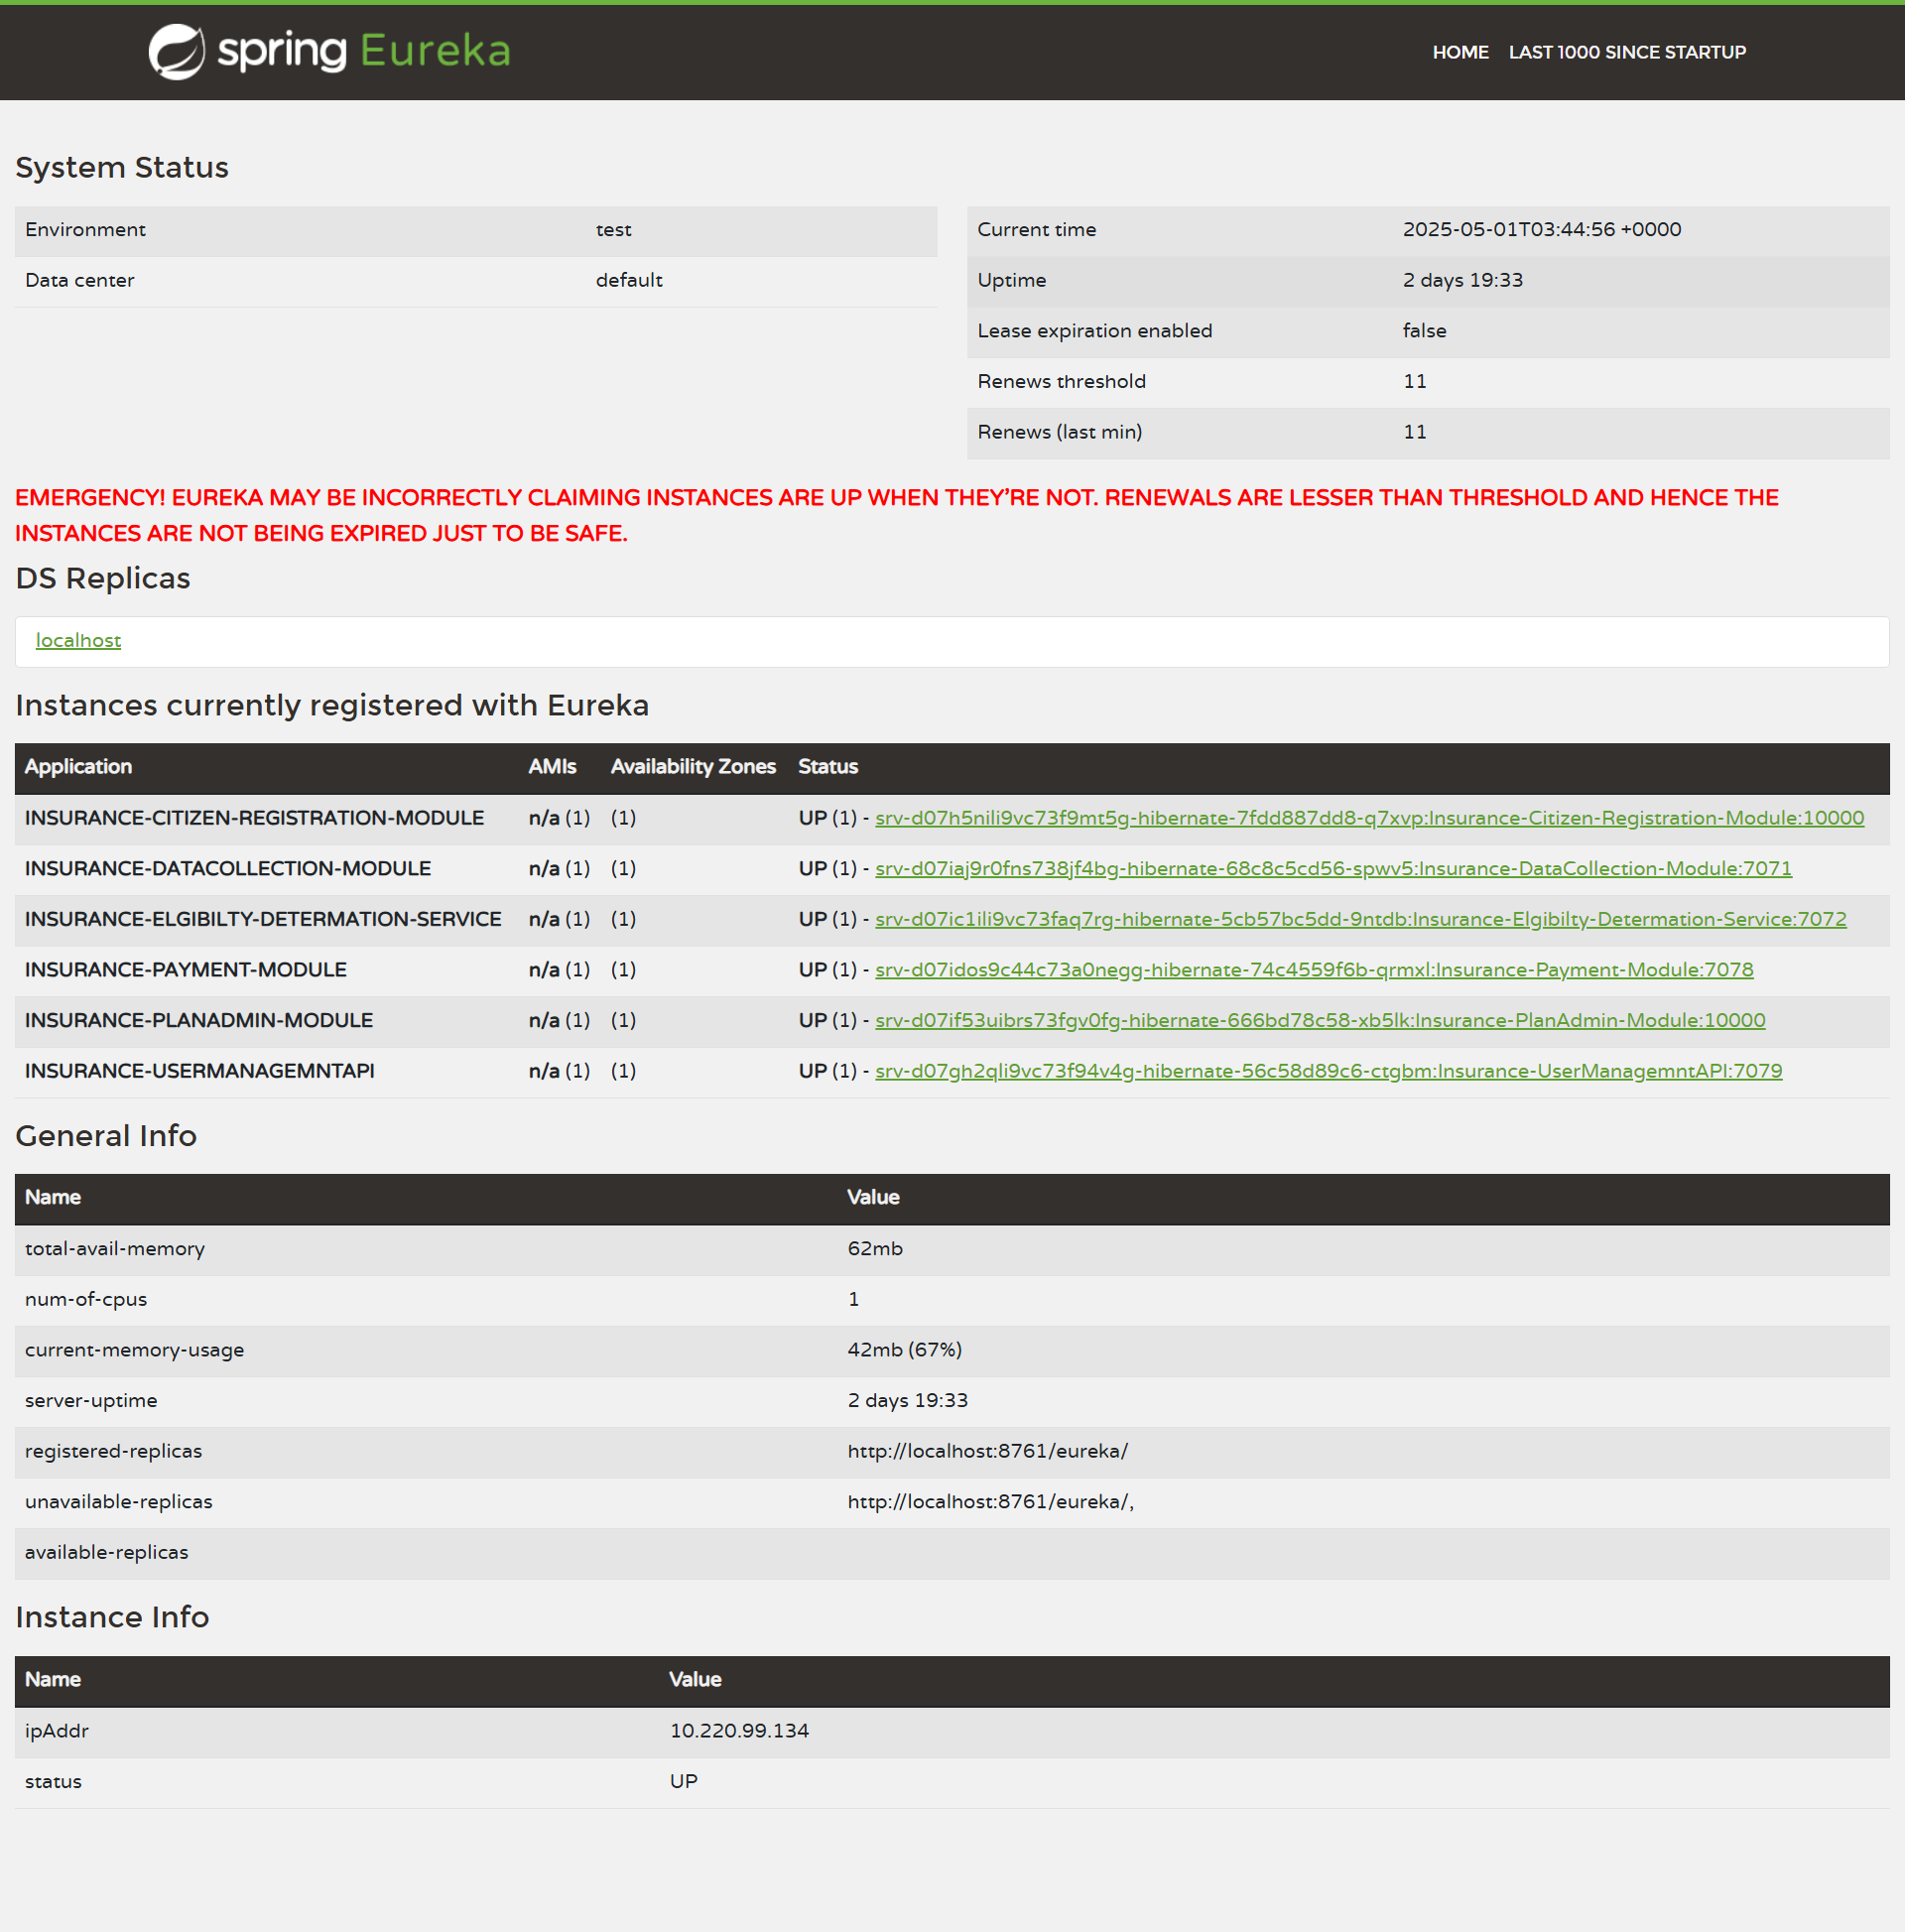 spring Eureka
HOME LAST 1000 SINCE STARTUP
System Status
Environment test
Data center default
Current time 2025-05-01T03:44:56 +0000
Uptime 2 days 19:33
Lease expiration enabled false
Renews threshold 11
Renews (last min) 11
EMERGENCY! EUREKA MAY BE INCORRECTLY CLAIMING INSTANCES ARE UP WHEN THEY'RE NOT. RENEWALS ARE LESSER THAN THRESHOLD AND HENCE THE
INSTANCES ARE NOT BEING EXPIRED JUST TO BE SAFE.
DS Replicas
localhost
Instances currently registered with Eureka
Application AMIs Availability Zones Status
INSURANCE-CITIZEN-REGISTRATION-MODULE n/a (1) (1) UP (1) - srv-d07h5nili9vc73f9mt5g-hibernate-7fdd887dd8-q7xvp:Insurance-Citizen-Registration-Module:10000
INSURANCE-DATACOLLECTION-MODULE n/a (1) (1) UP (1) - srv-d07iaj9r0fns738jf4bg-hibernate-68c8c5cd56-spwv5:Insurance-DataCollection-Module:7071
INSURANCE-ELGIBILTY-DETERMATION-SERVICE n/a (1) (1) UP (1) - srv-d07ic1ili9vc73faq7rg-hibernate-5cb57bc5dd-9ntdb:Insurance-Elgibilty-Determation-Service:7072
INSURANCE-PAYMENT-MODULE n/a (1) (1) UP (1) - srv-d07idos9c44c73a0negg-hibernate-74c4559f6b-qrmxl:Insurance-Payment-Module:7078
INSURANCE-PLANADMIN-MODULE n/a (1) (1) UP (1) - srv-d07if53uibrs73fgv0fg-hibernate-666bd78c58-xb5lk:Insurance-PlanAdmin-Module:10000
INSURANCE-USERMANAGEMNTAPI n/a (1) (1) UP (1) - srv-d07gh2qli9vc73f94v4g-hibernate-56c58d89c6-ctgbm:Insurance-UserManagemntAPI:7079
General Info
Name Value
total-avail-memory 62mb
num-of-cpus 1
current-memory-usage 42mb (67%)
server-uptime 2 days 19:33
registered-replicas http://localhost:8761/eureka/
unavailable-replicas http://localhost:8761/eureka/,
available-replicas
Instance Info
Name Value
ipAddr 10.220.99.134
status UP